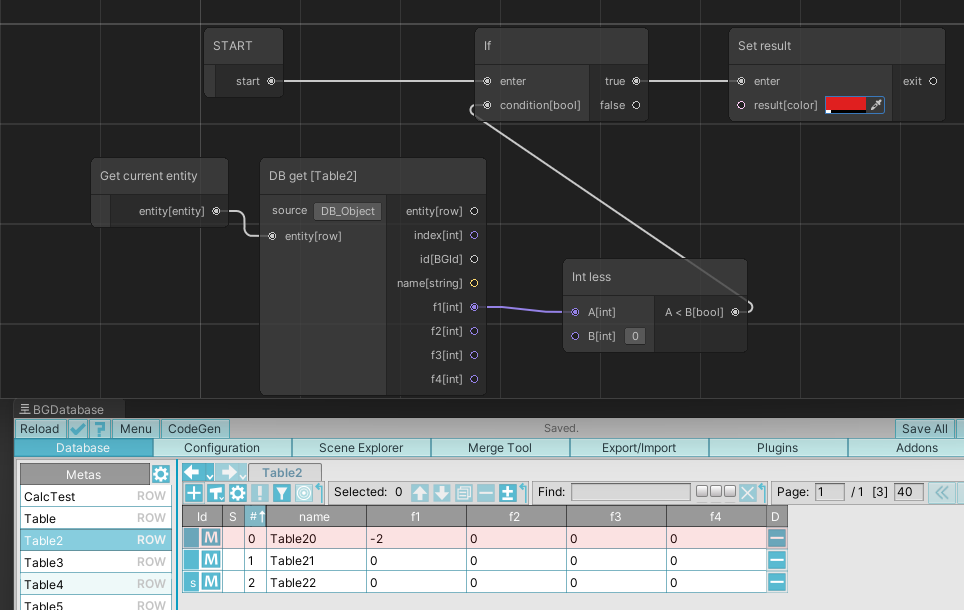 START
If
Set result
start
enter
true
enter
exit
condition[bool]
false
result[color]
Get current entity
DB get [Table2]
entity[entity]
source DB_Object
entity[row]
entity[row]
index[int]
id[BGId]
name[string]
f1[int]
f2[int]
f3[int]
f4[int]
Int less
A[int]
A < B[bool]
B[int] 0
BGDatabase
Reload ? Menu CodeGen Saved. Save All
Database Configuration Scene Explorer Merge Tool Export/Import Plugins Addons
Metas
CalcTest ROW
Table ROW
Table2 ROW
Table3 ROW
Table4 ROW
Table5 ROW
Table2
Selected: 0 Find: Page: 1 / 1 [3] 40
Id S # name f1 f2 f3 f4 D
M 0 Table20 -2 0 0 0
M 1 Table21 0 0 0 0
s M 2 Table22 0 0 0 0